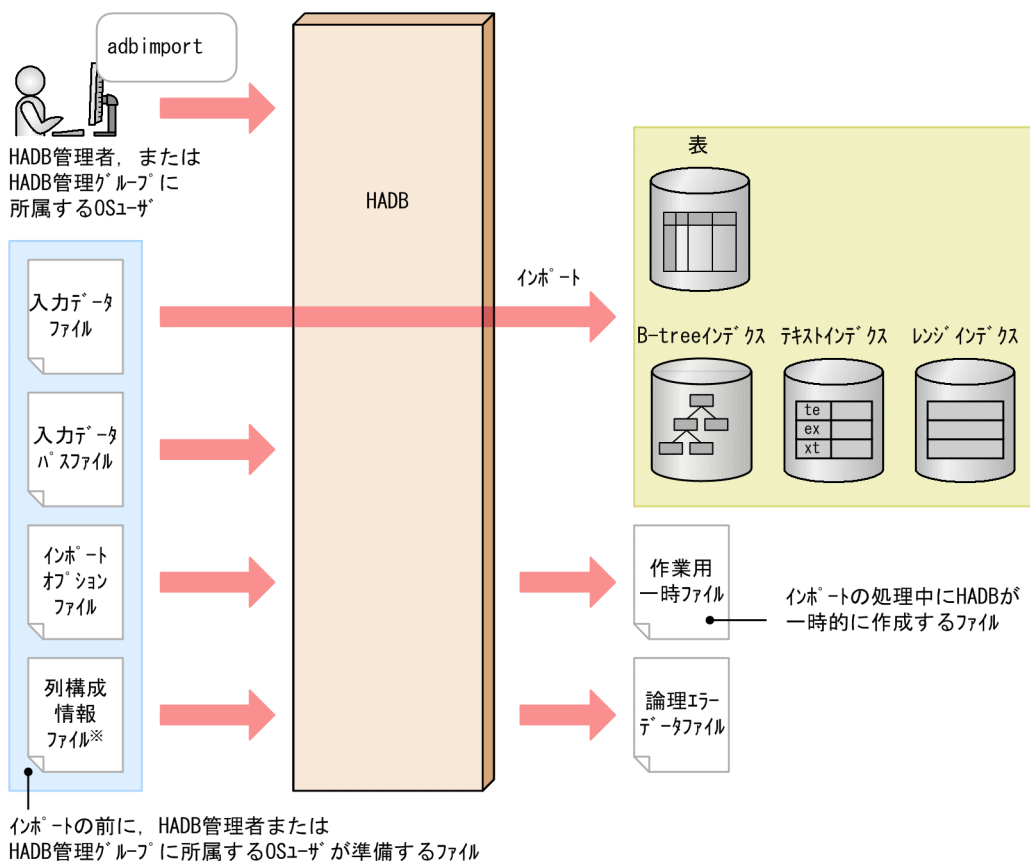 adbimport
HADB管理者，または
HADB管理ｸﾞﾙｰﾌﾟに
所属するOSﾕｰｻﾞ
HADB
表
入力ﾃﾞｰﾀ
ﾌｧｲﾙ
ｲﾝﾎﾟｰﾄ
B-treeｲﾝﾃﾞｸｽ
ﾃｷｽﾄｲﾝﾃﾞｸｽ
ﾚﾝｼﾞｲﾝﾃﾞｸｽ
te
ex
xt
入力ﾃﾞｰﾀ
ﾊﾟｽﾌｧｲﾙ
ｲﾝﾎﾟｰﾄ
ｵﾌﾟｼｮﾝ
ﾌｧｲﾙ
作業用
一時ﾌｧｲﾙ
ｲﾝﾎﾟｰﾄの処理中にHADBが
一時的に作成するﾌｧｲﾙ
列構成
情報
ﾌｧｲﾙ※
論理ｴﾗｰ
ﾃﾞｰﾀﾌｧｲﾙ
ｲﾝﾎﾟｰﾄの前に，HADB管理者または
HADB管理ｸﾞﾙｰﾌﾟに所属するOSﾕｰｻﾞが準備するﾌｧｲﾙ